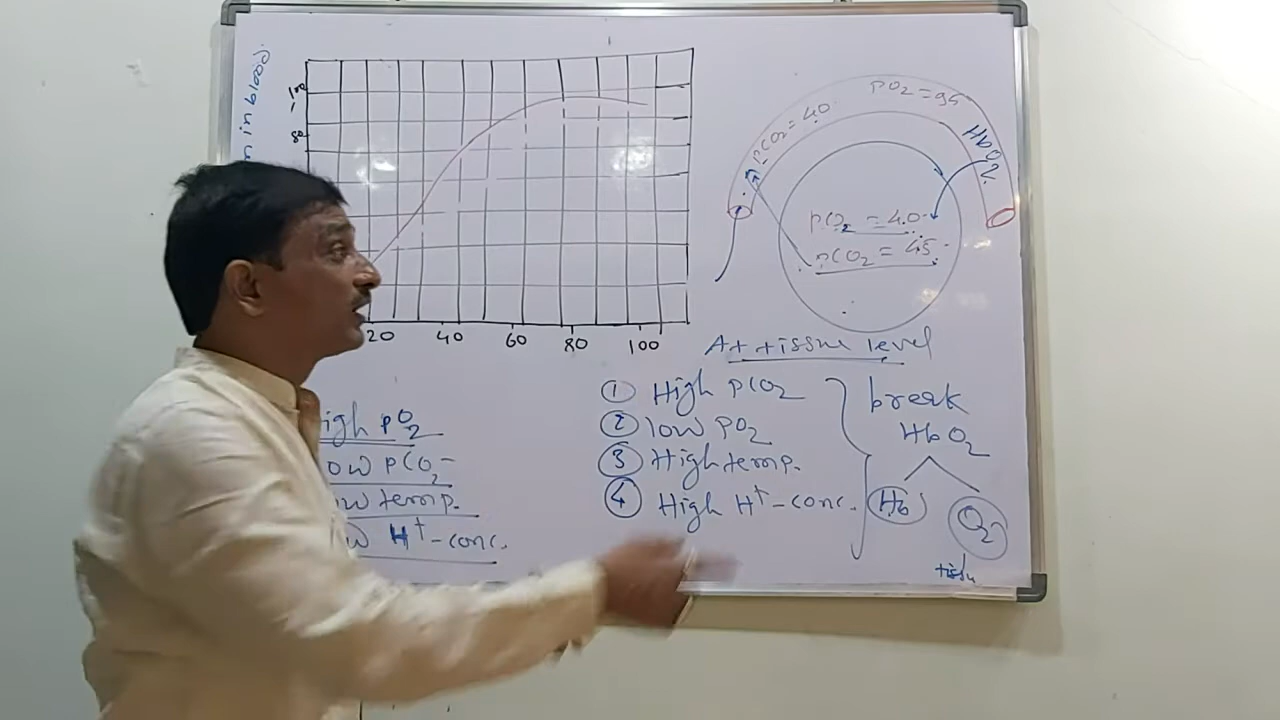 n in blood.
100
80
20 40 60 80 100
PCO2 = 40
PO2 = 95
HbO2
PO2 = 40
PCO2 = 45
At tissue level
igh PO2
ow PCO2
ow temp.
w H+-conc.
① High PCO2
② low PO2
③ High temp.
④ High H+-conc.
break
HbO2
Hb
O2